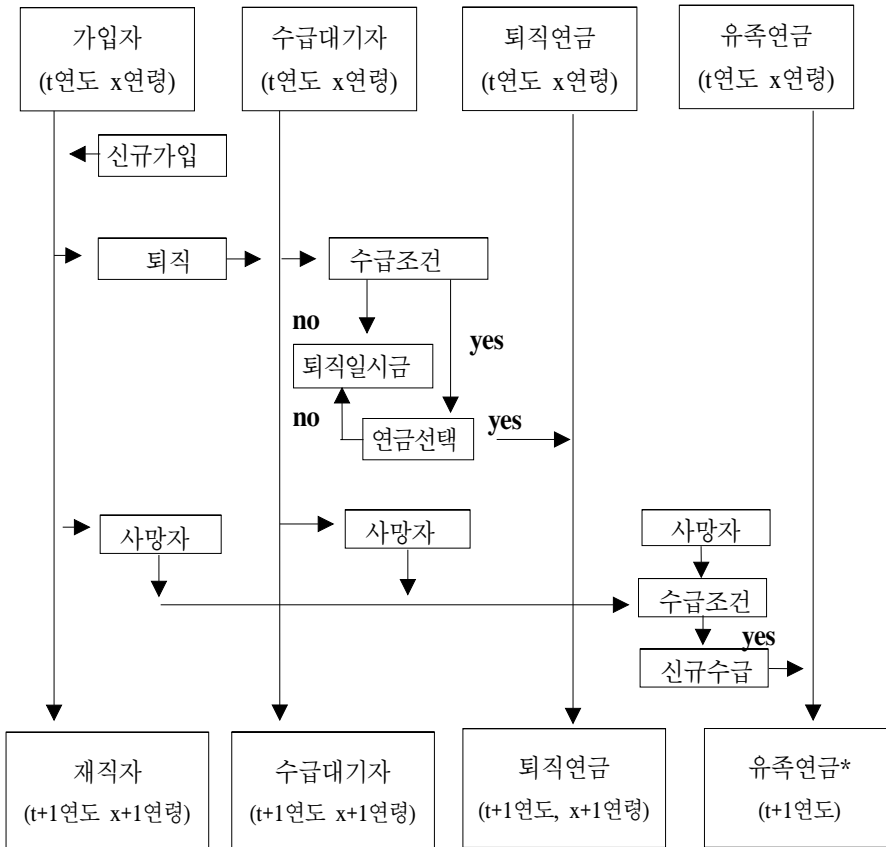 가입자
(t연도 x연령)
수급대기자
(t연도 x연령)
퇴직연금
(t연도 x연령)
유족연금
(t연도 x연령)
신규가입
퇴직
수급조건
no
yes
퇴직일시금
no
연금선택
yes
사망자
사망자
사망자
수급조건
yes
신규수급
재직자
(t+1연도 x+1연령)
수급대기자
(t+1연도 x+1연령)
퇴직연금
(t+1연도, x+1연령)
유족연금*
(t+1연도)